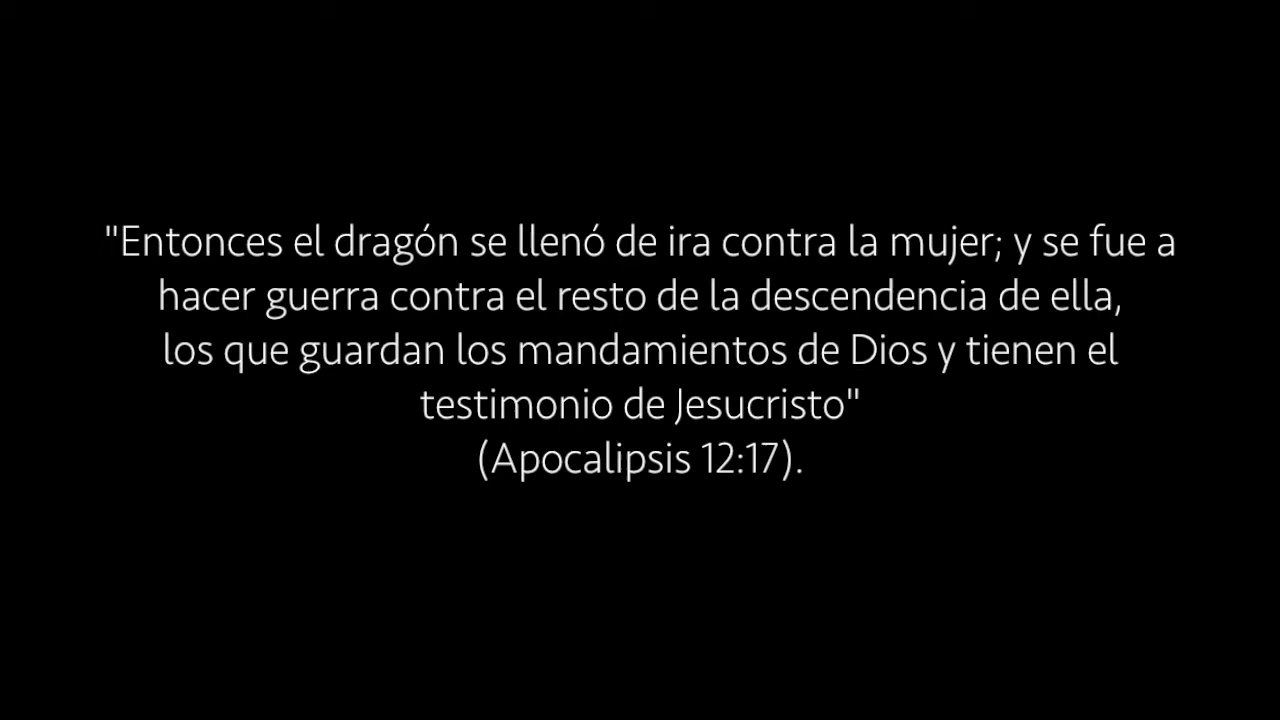 "Entonces el dragón se llenó de ira contra la mujer; y se fue a
hacer guerra contra el resto de la descendencia de ella,
los que guardan los mandamientos de Dios y tienen el
testimonio de Jesucristo"
(Apocalipsis 12:17).